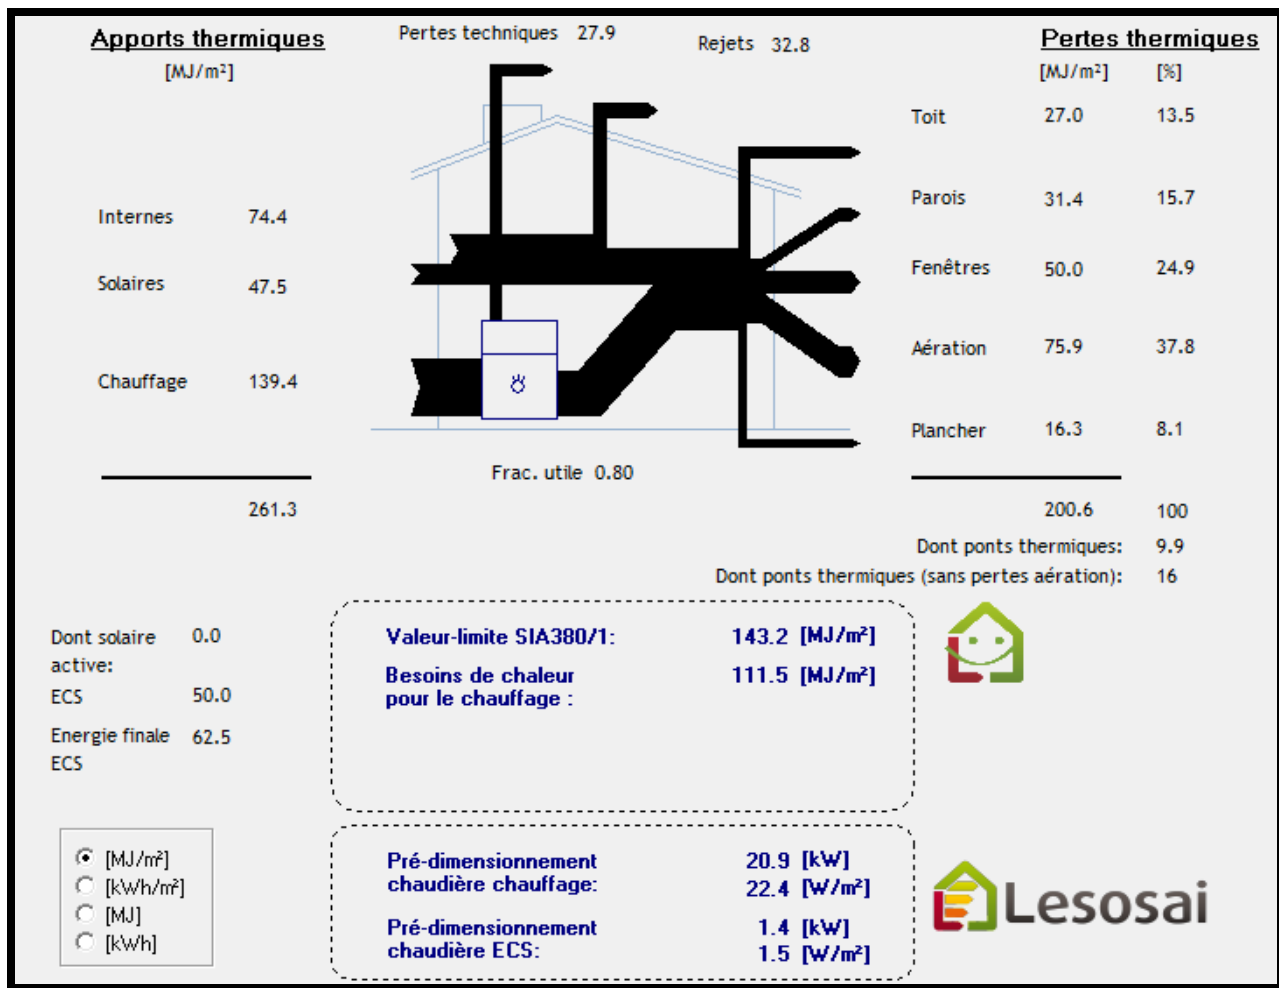 Apports thermiques
[MJ/m²]
Pertes techniques 27.9
Rejets 32.8
Pertes thermiques
[MJ/m²] [%]
Toit 27.0 13.5
Parois 31.4 15.7
Internes 74.4
Fenêtres 50.0 24.9
Solaires 47.5
Aération 75.9 37.8
Chauffage 139.4
Plancher 16.3 8.1
Frac. utile 0.80
261.3
200.6 100
Dont ponts thermiques: 9.9
Dont ponts thermiques (sans pertes aération): 16
Dont solaire 0.0
active:
ECS 50.0
Energie finale 62.5
ECS
Valeur-limite SIA380/1: 143.2 [MJ/m²]
Besoins de chaleur 111.5 [MJ/m²]
pour le chauffage :
[MJ/m²]
[kWh/m²]
[MJ]
[kWh]
Pré-dimensionnement 20.9 [kW]
chaudière chauffage: 22.4 [W/m²]
Pré-dimensionnement 1.4 [kW]
chaudière ECS: 1.5 [W/m²]
Lesosai